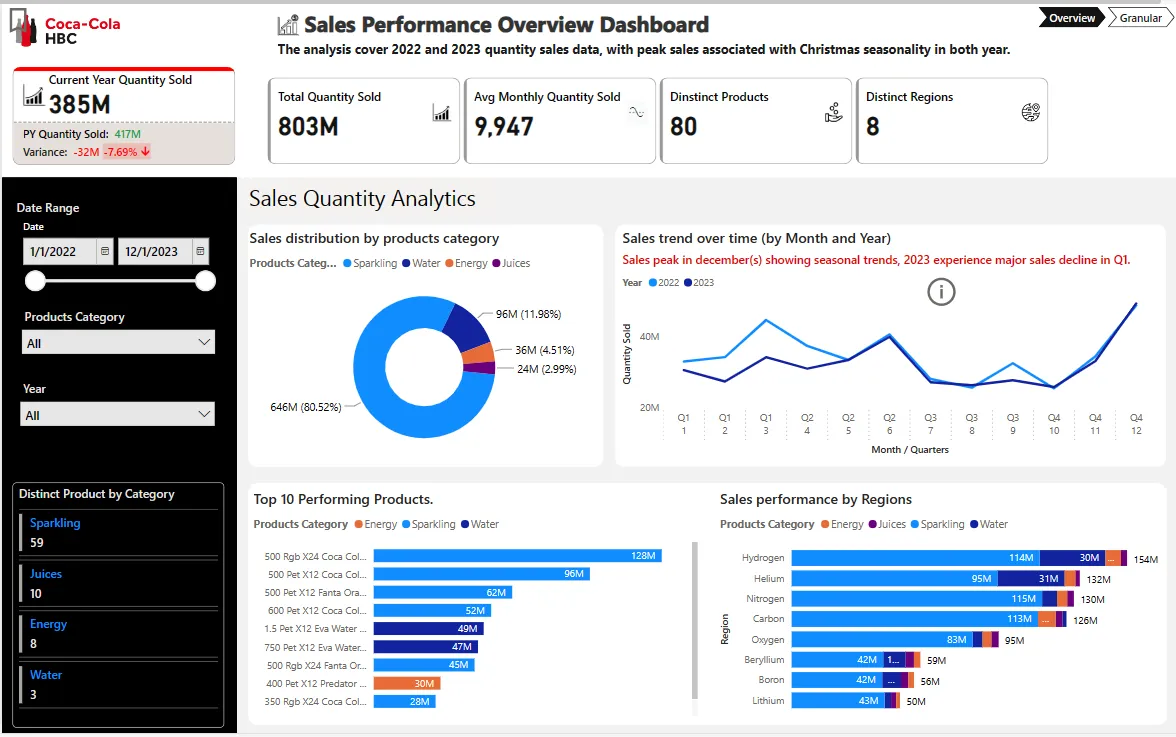 Coca-Cola
HBC
Sales Performance Overview Dashboard
The analysis cover 2022 and 2023 quantity sales data, with peak sales associated with Christmas seasonality in both year.
Overview
Granular
Current Year Quantity Sold
385M
PY Quantity Sold: 417M
Variance: -32M -7.69%
Total Quantity Sold
803M
Avg Monthly Quantity Sold
9,947
Dinstinct Products
80
Distinct Regions
8
Date Range
Date
1/1/2022 12/1/2023
Products Category
All
Year
All
Distinct Product by Category
Sparkling
59
Juices
10
Energy
8
Water
3
Sales Quantity Analytics
Sales distribution by products category
Products Categ... Sparkling Water Energy Juices
96M (11.98%)
36M (4.51%)
24M (2.99%)
646M (80.52%)
Sales trend over time (by Month and Year)
Sales peak in december(s) showing seasonal trends, 2023 experience major sales decline in Q1.
Year 2022 2023
i
Quantity Sold
40M
20M
Q1 Q1 Q1 Q2 Q2 Q2 Q3 Q3 Q3 Q4 Q4 Q4
1 2 3 4 5 6 7 8 9 10 11 12
Month / Quarters
Top 10 Performing Products.
Products Category Energy Sparkling Water
500 Rgb X24 Coca Col... 128M
500 Pet X12 Coca Col... 96M
500 Pet X12 Fanta Ora... 62M
600 Pet X12 Coca Col... 52M
1.5 Pet X12 Eva Water ... 49M
750 Pet X12 Eva Water... 47M
500 Rgb X24 Fanta Or... 45M
400 Pet X12 Predator ... 30M
350 Rgb X24 Coca Col... 28M
Sales performance by Regions
Products Category Energy Juices Sparkling Water
Region
Hydrogen 114M 30M ... 154M
Helium 95M 31M 132M
Nitrogen 115M 130M
Carbon 113M ... 126M
Oxygen 83M 95M
Beryllium 42M 1... 59M
Boron 42M ... 56M
Lithium 43M 50M